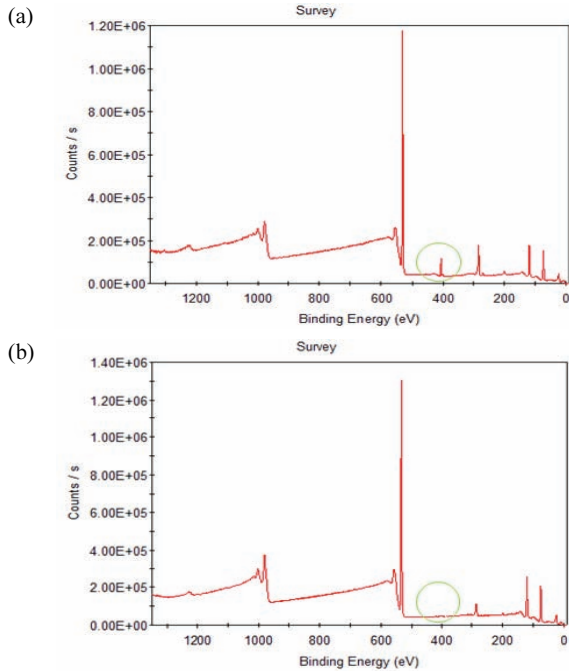 (a)
Survey
1.20E+06
1.00E+06
8.00E+05
6.00E+05
4.00E+05
2.00E+05
0.00E+00
Counts / s
1200 1000 800 600 400 200 0
Binding Energy (eV)
(b)
Survey
1.40E+06
1.20E+06
1.00E+06
8.00E+05
6.00E+05
4.00E+05
2.00E+05
0.00E+00
Counts / s
1200 1000 800 600 400 200 0
Binding Energy (eV)